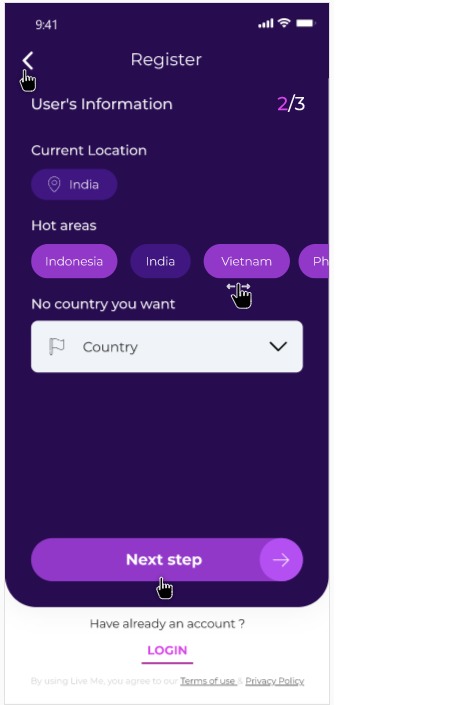 9:41
Register
User's Information 2/3
Current Location
India
Hot areas
Indonesia India Vietnam Ph
No country you want
Country
Next step
Have already an account ?
LOGIN
By using Live Me, you agree to our Terms of use & Privacy Policy